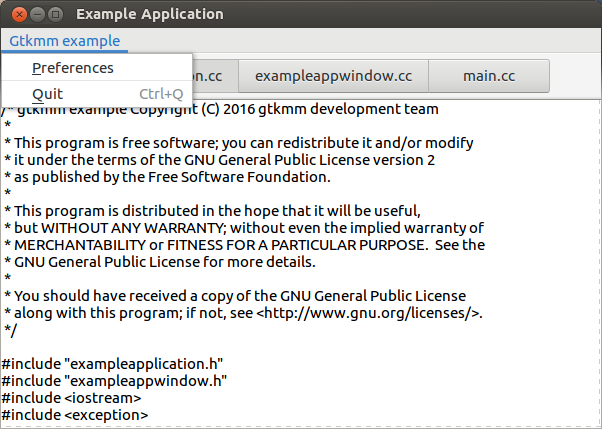 Example Application
Gtkmm example
Preferences
Quit Ctrl+Q
on.cc exampleappwindow.cc main.cc
/* gtkmm example Copyright (C) 2016 gtkmm development team
*
* This program is free software; you can redistribute it and/or modify
* it under the terms of the GNU General Public License version 2
* as published by the Free Software Foundation.
*
* This program is distributed in the hope that it will be useful,
* but WITHOUT ANY WARRANTY; without even the implied warranty of
* MERCHANTABILITY or FITNESS FOR A PARTICULAR PURPOSE.  See the
* GNU General Public License for more details.
*
* You should have received a copy of the GNU General Public License
* along with this program; if not, see <http://www.gnu.org/licenses/>.
*/
#include "exampleapplication.h"
#include "exampleappwindow.h"
#include <iostream>
#include <exception>